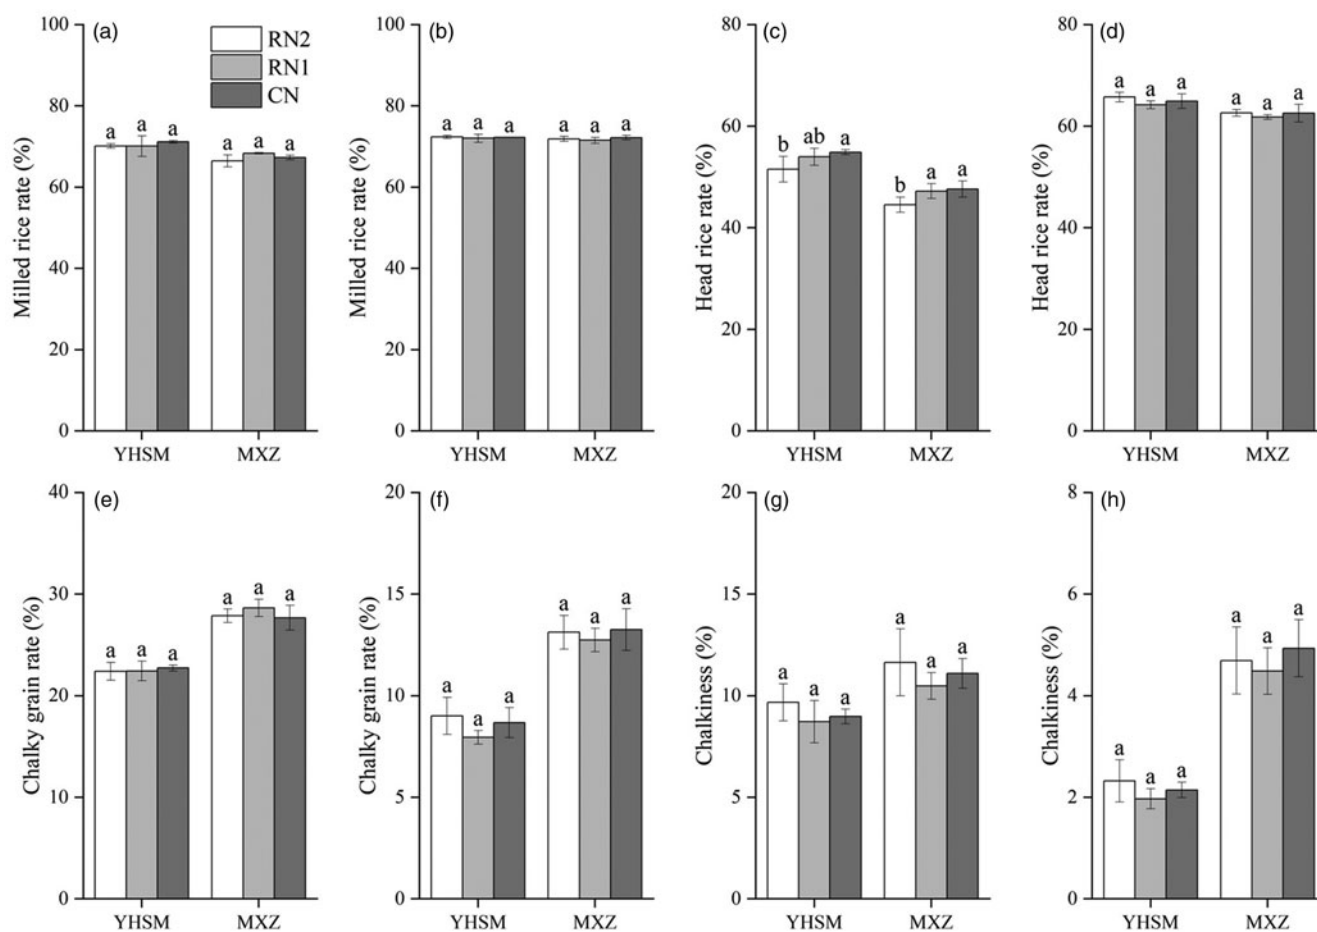 (a)
RN2
RN1
CN
Milled rice rate (%)
100
80
60
40
20
0
a a a
a a a
YHSM MXZ
(b)
Milled rice rate (%)
100
80
60
40
20
0
a a a
a a a
YHSM MXZ
(c)
Head rice rate (%)
80
60
40
20
0
b ab a
b a a
YHSM MXZ
(d)
Head rice rate (%)
80
60
40
20
0
a a a
a a a
YHSM MXZ
(e)
Chalky grain rate (%)
40
30
20
10
0
a a a
a a a
YHSM MXZ
(f)
Chalky grain rate (%)
20
15
10
5
0
a a a
a a a
YHSM MXZ
(g)
Chalkiness (%)
20
15
10
5
0
a a a
a a a
YHSM MXZ
(h)
Chalkiness (%)
8
6
4
2
0
a a a
a a a
YHSM MXZ